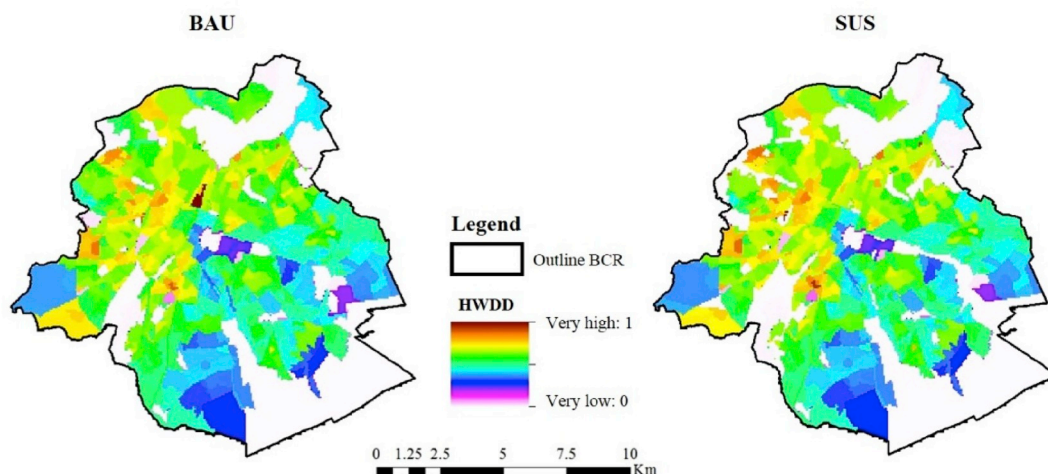 BAU
SUS
Legend
Outline BCR
HWDD
Very high: 1
Very low: 0
0 1.25 2.5 5 7.5 10
Km